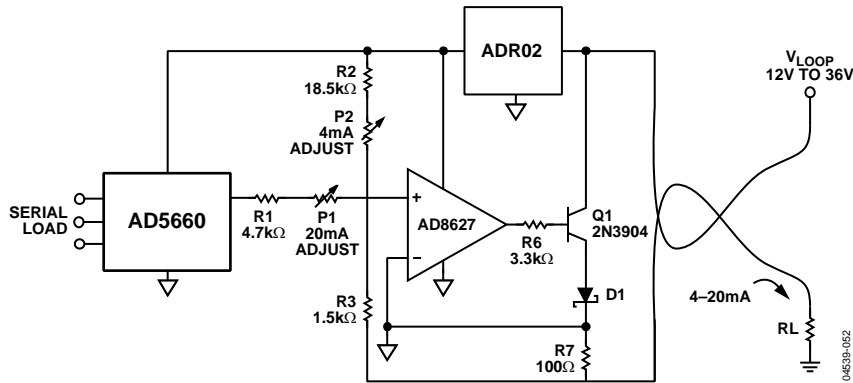 ADR02
V_LOOP
12V TO 36V
R2
18.5kΩ
P2
4mA
ADJUST
SERIAL
LOAD
AD5660
R1
4.7kΩ
P1
20mA
ADJUST
+
−
AD8627
R6
3.3kΩ
Q1
2N3904
D1
4–20mA
RL
R3
1.5kΩ
R7
100Ω
04539-052